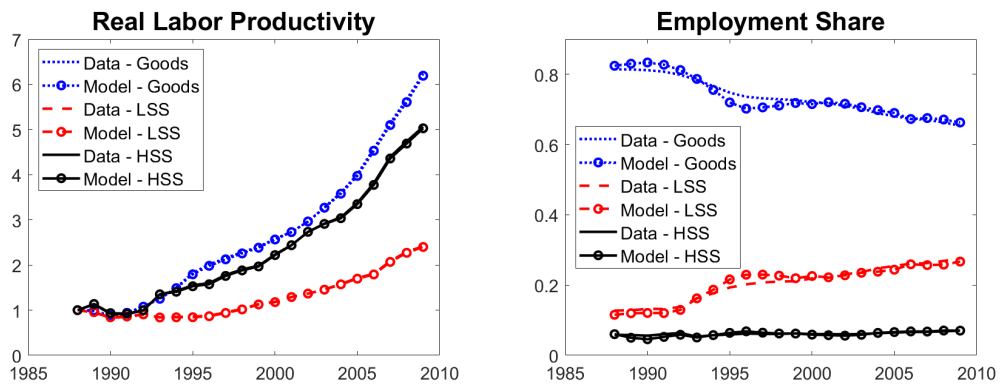 Real Labor Productivity
7
6
5
4
3
2
1
0
Data - Goods
Model - Goods
Data - LSS
Model - LSS
Data - HSS
Model - HSS
1985 1990 1995 2000 2005 2010
Employment Share
0.8
0.6
0.4
0.2
0
Data - Goods
Model - Goods
Data - LSS
Model - LSS
Data - HSS
Model - HSS
1985 1990 1995 2000 2005 2010